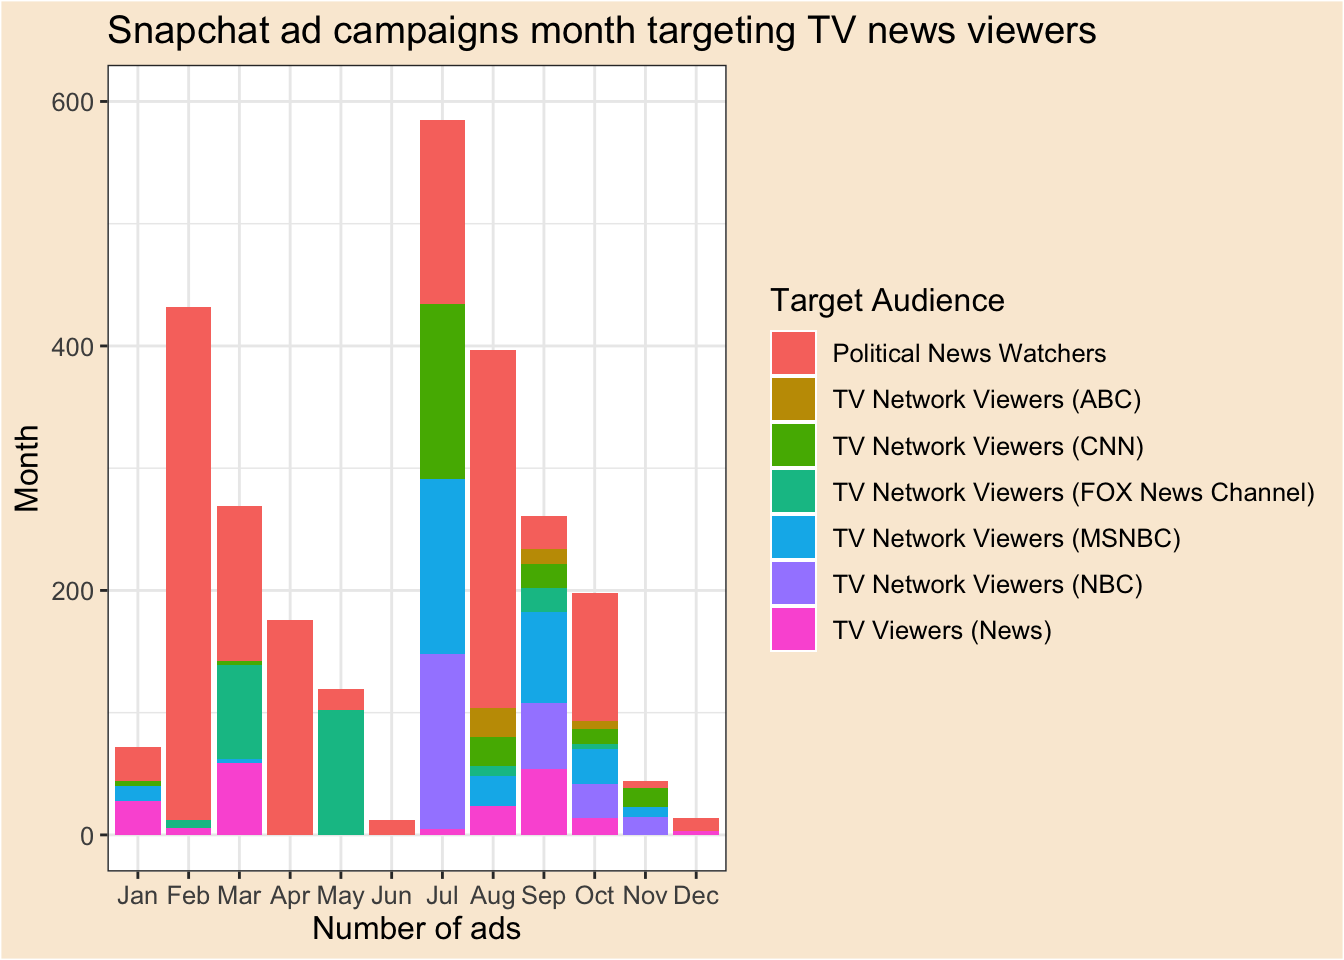 Snapchat ad campaigns month targeting TV news viewers
600
400
200
0
Month
Jan Feb Mar Apr May Jun Jul Aug Sep Oct Nov Dec
Number of ads
Target Audience
Political News Watchers
TV Network Viewers (ABC)
TV Network Viewers (CNN)
TV Network Viewers (FOX News Channel)
TV Network Viewers (MSNBC)
TV Network Viewers (NBC)
TV Viewers (News)